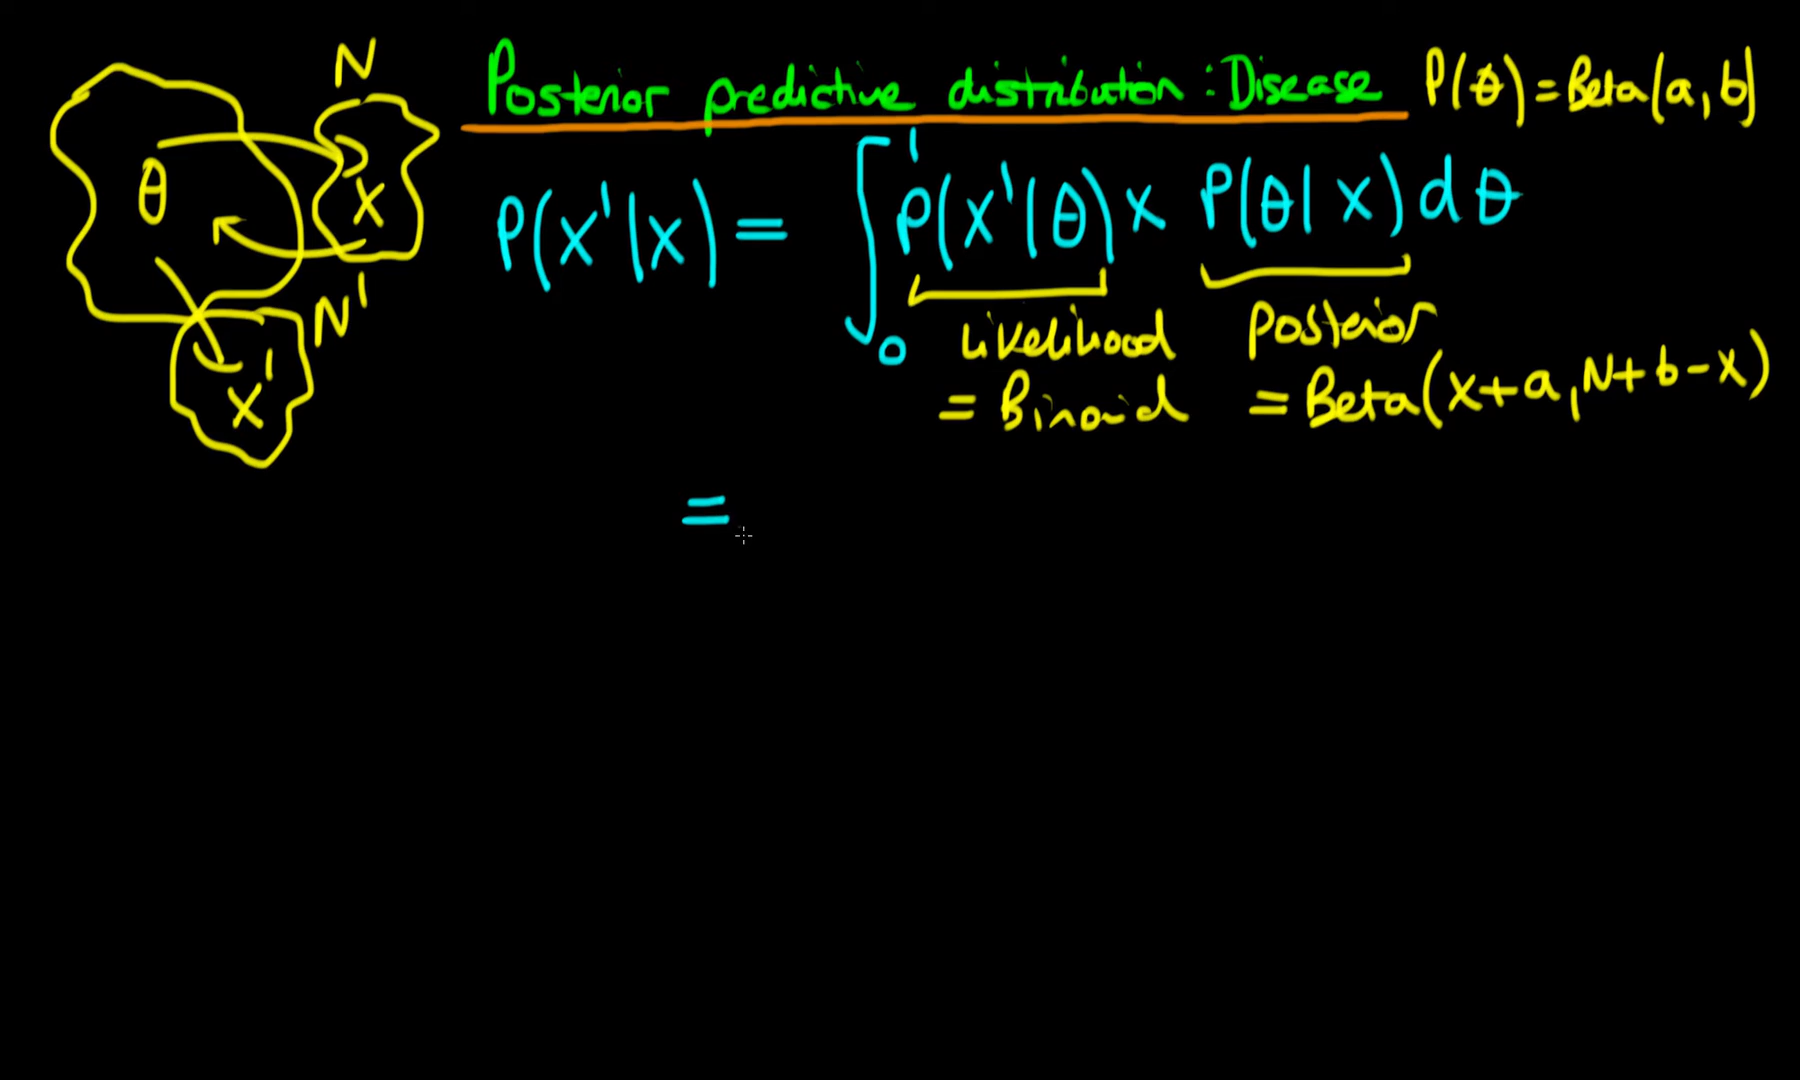 N
Posterior predictive distribution : Disease
P(θ) = Beta(a, b)
θ
X
P(X'|X) = ∫₀¹ P(X'|θ) x P(θ|X) dθ
N'
X'
Likelihood
Posterior
= Binomial
= Beta(X+a, N+b-X)
=